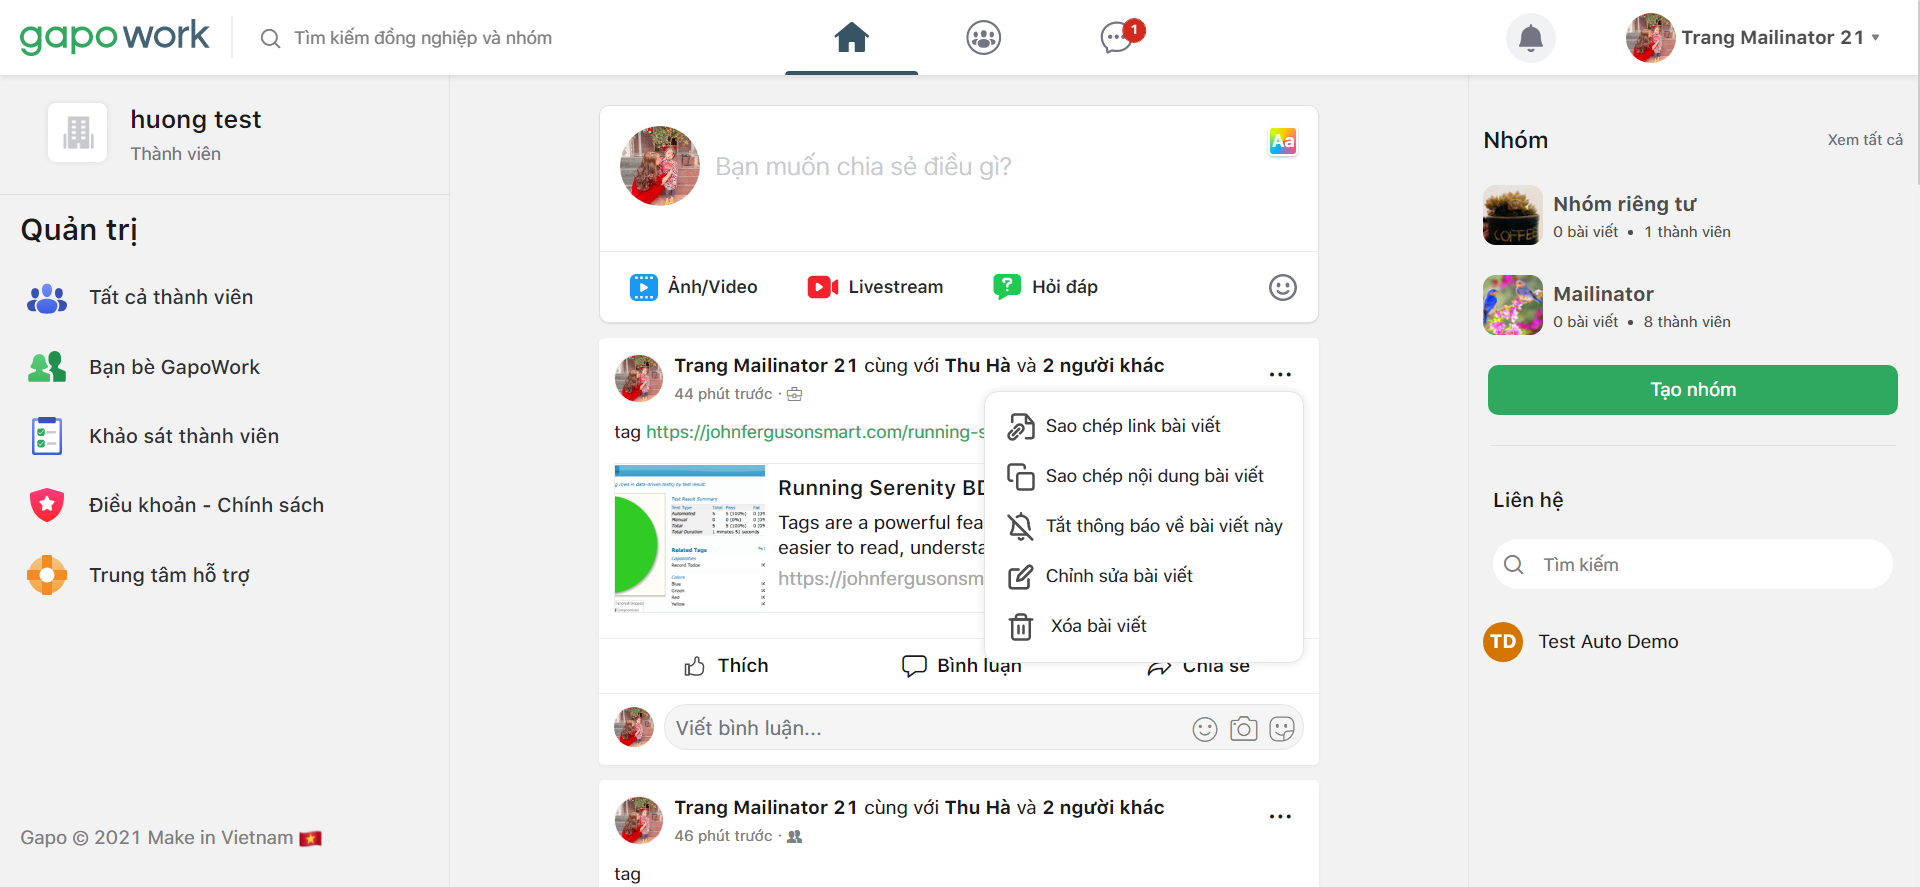 gapowork
Tìm kiếm đồng nghiệp và nhóm
1
Trang Mailinator 21
huong test
Thành viên
Quản trị
Tất cả thành viên
Bạn bè GapoWork
Khảo sát thành viên
Điều khoản - Chính sách
Trung tâm hỗ trợ
Gapo © 2021 Make in Vietnam
Bạn muốn chia sẻ điều gì?
Aa
Ảnh/Video
Livestream
Hỏi đáp
Trang Mailinator 21 cùng với Thu Hà và 2 người khác
44 phút trước ·
tag https://johnfergusonsmart.com/running-s
Test Result Summary
Related Tags
Running Serenity BD
Tags are a powerful fea
easier to read, understa
https://johnfergusonsm
Sao chép link bài viết
Sao chép nội dung bài viết
Tắt thông báo về bài viết này
Chỉnh sửa bài viết
Xóa bài viết
Thích
Bình luận
Chia sẻ
Viết bình luận...
Trang Mailinator 21 cùng với Thu Hà và 2 người khác
46 phút trước ·
tag
Nhóm
Xem tất cả
COFFEE
Nhóm riêng tư
0 bài viết • 1 thành viên
Mailinator
0 bài viết • 8 thành viên
Tạo nhóm
Liên hệ
Tìm kiếm
TD
Test Auto Demo